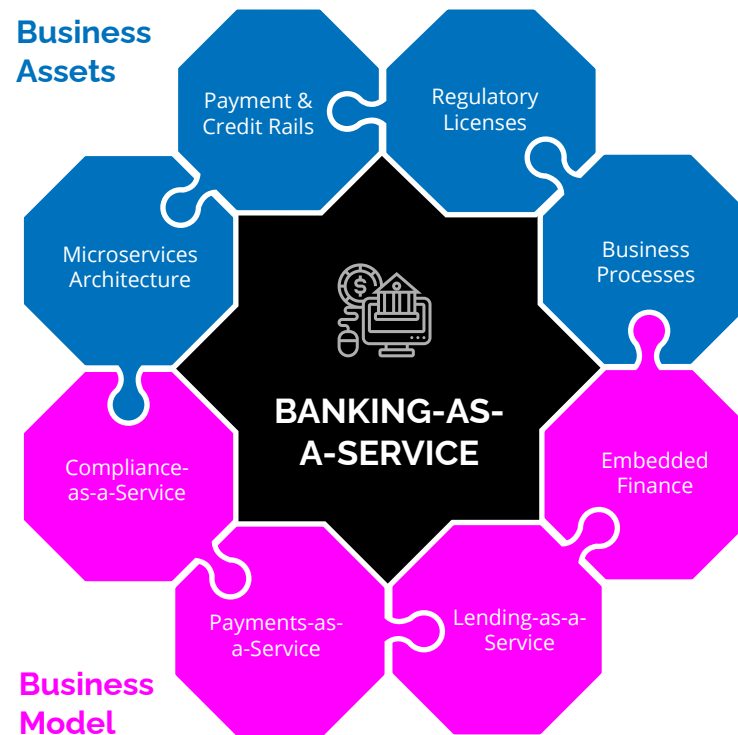 Business
Assets
Payment &
Credit Rails
Regulatory
Licenses
Microservices
Architecture
Business
Processes
$
BANKING-AS-
A-SERVICE
Compliance-
as-a-Service
Embedded
Finance
Payments-as-
a-Service
Lending-as-a-
Service
Business
Model